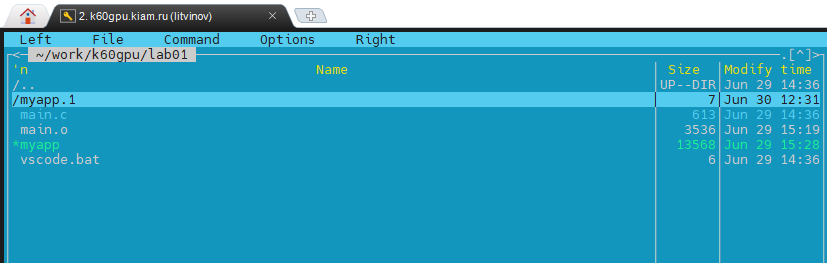 2. k60gpu.kiam.ru (litvinov)
Left File Command Options Right
<— ~/work/k60gpu/lab01 .[^]>
'n Name Size Modify time
/.. UP--DIR Jun 29 14:36
/myapp.1 7 Jun 30 12:31
main.c 613 Jun 29 14:36
main.o 3536 Jun 29 15:19
*myapp 13568 Jun 29 15:28
vscode.bat 6 Jun 29 14:36